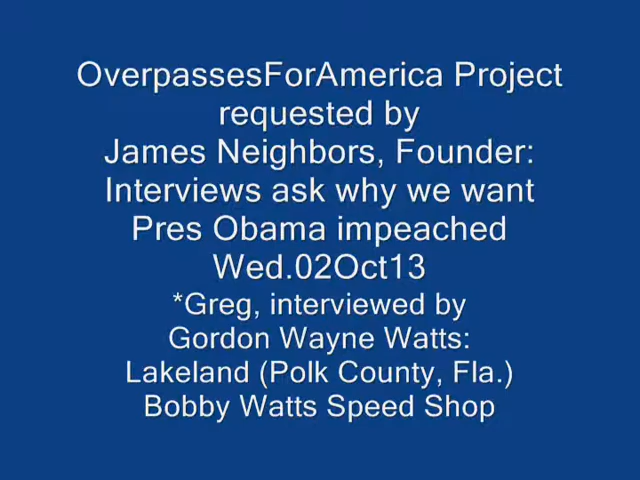 OverpassesForAmerica Project
requested by
James Neighbors, Founder:
Interviews ask why we want
Pres Obama impeached
Wed.02Oct13
*Greg, interviewed by
Gordon Wayne Watts:
Lakeland (Polk County, Fla.)
Bobby Watts Speed Shop